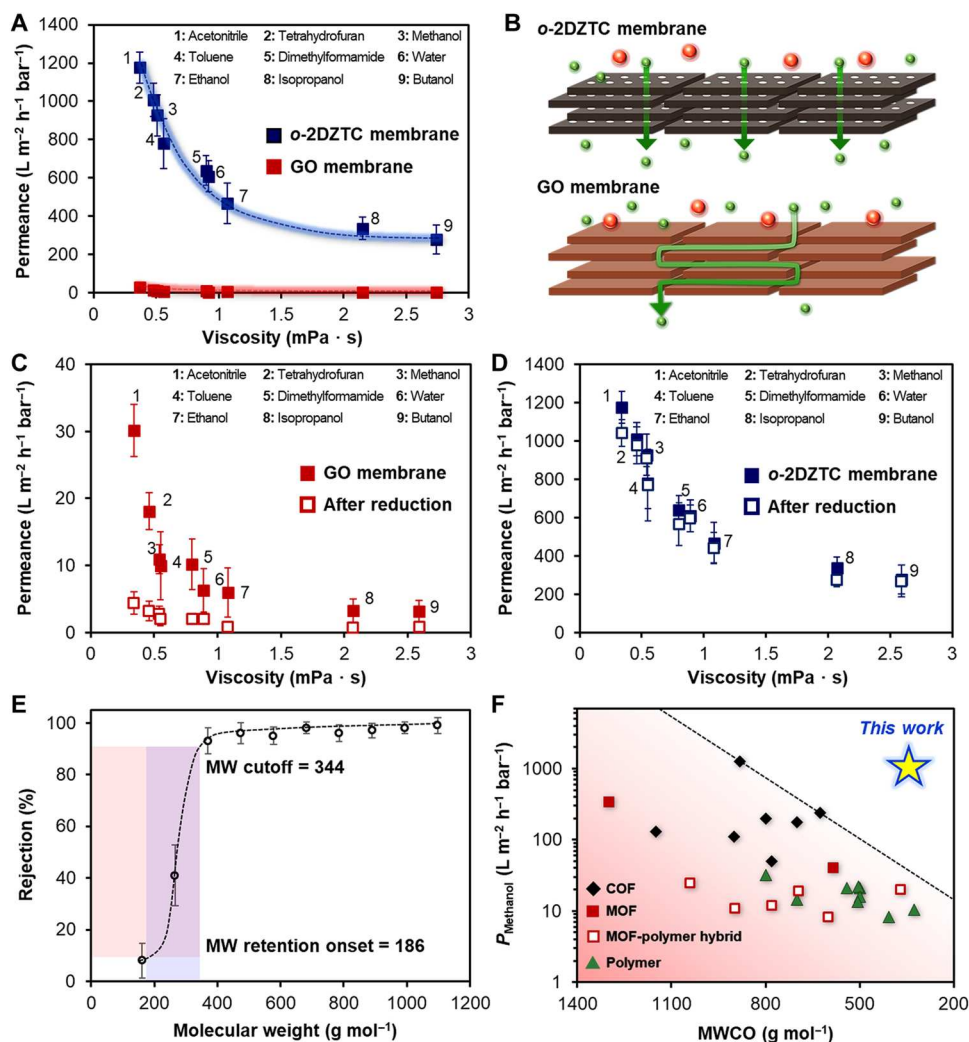 A
1400
1200
1000
800
600
400
200
0
Permeance (L m⁻² h⁻¹ bar⁻¹)
1: Acetonitrile 2: Tetrahydrofuran 3: Methanol
4: Toluene 5: Dimethylformamide 6: Water
7: Ethanol 8: Isopropanol 9: Butanol
1
2
3
4
5
6
7
8
9
o-2DZTC membrane
GO membrane
0 0.5 1 1.5 2 2.5 3
Viscosity (mPa · s)
B
o-2DZTC membrane
GO membrane
C
40
30
20
10
0
Permeance (L m⁻² h⁻¹ bar⁻¹)
1: Acetonitrile 2: Tetrahydrofuran 3: Methanol
4: Toluene 5: Dimethylformamide 6: Water
7: Ethanol 8: Isopropanol 9: Butanol
1
2
3
4
5
6
7
8
9
GO membrane
After reduction
0 0.5 1 1.5 2 2.5 3
Viscosity (mPa · s)
D
1400
1200
1000
800
600
400
200
0
Permeance (L m⁻² h⁻¹ bar⁻¹)
1: Acetonitrile 2: Tetrahydrofuran 3: Methanol
4: Toluene 5: Dimethylformamide 6: Water
7: Ethanol 8: Isopropanol 9: Butanol
1
2
3
4
5
6
7
8
9
o-2DZTC membrane
After reduction
0 0.5 1 1.5 2 2.5 3
Viscosity (mPa · s)
E
100
80
60
40
20
0
Rejection (%)
MW cutoff = 344
MW retention onset = 186
0 200 400 600 800 1000 1200
Molecular weight (g mol⁻¹)
F
1000
100
10
1
P Methanol (L m⁻² h⁻¹ bar⁻¹)
This work
COF
MOF
MOF-polymer hybrid
Polymer
1400 1100 800 500 200
MWCO (g mol⁻¹)